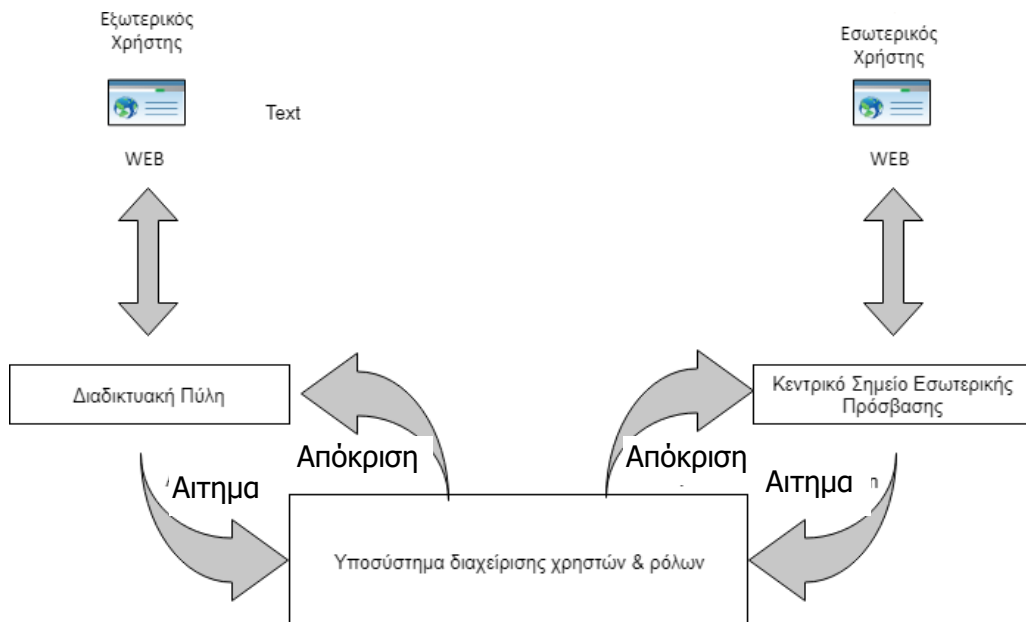 Εξωτερικός
Χρήστης
Εσωτερικός
Χρήστης
Text
WEB
WEB
Διαδικτυακή Πύλη
Κεντρικό Σημείο Εσωτερικής
Πρόσβασης
Απόκριση
Απόκριση
Αιτημα
Αιτημα
Υποσύστημα διαχείρισης χρηστών & ρόλων